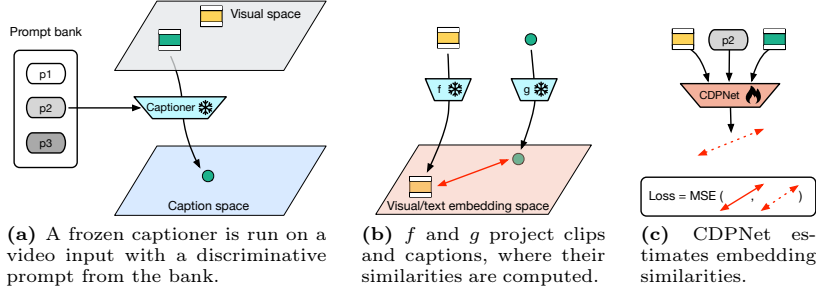 Prompt bank
p1
p2
p3
Visual space
Captioner
Caption space
(a) A frozen captioner is run on a
video input with a discriminative
prompt from the bank.
f
g
Visual/text embedding space
(b) f and g project clips
and captions, where their
similarities are computed.
p2
CDPNet
Loss = MSE ( , )
(c) CDPNet es-
timates embedding
similarities.